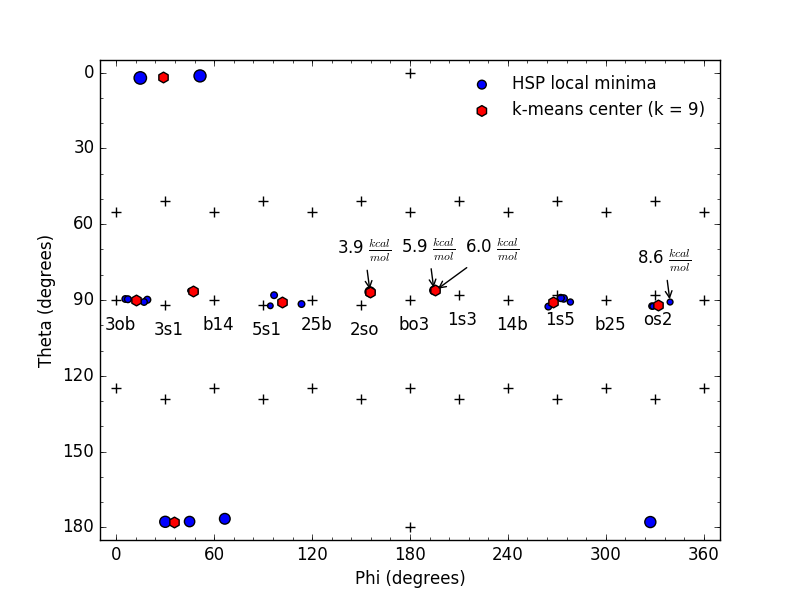 HSP local minima
k-means center (k = 9)
3.9 kcal/mol 5.9 kcal/mol 6.0 kcal/mol
8.6 kcal/mol
3ob 3s1 b14 5s1 25b 2so bo3 1s3 14b 1s5 b25 os2
0
30
60
90
120
150
180
Theta (degrees)
0 60 120 180 240 300 360
Phi (degrees)